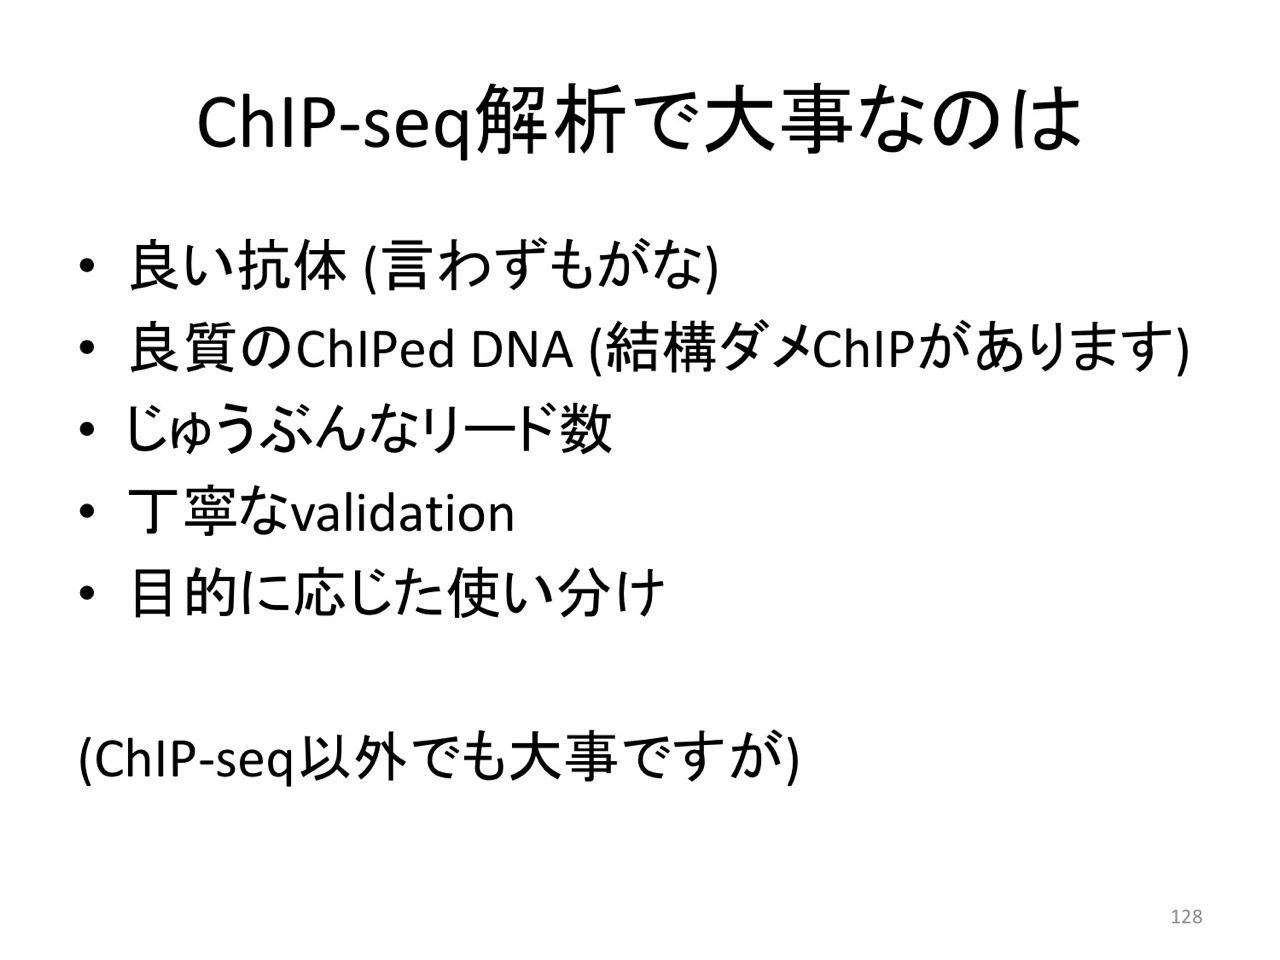 ChIP-seq解析で大事なのは
• 良い抗体 (言わずもがな)
• 良質のChIPed DNA (結構ダメChIPがあります)
• じゅうぶんなリード数
• 丁寧なvalidation
• 目的に応じた使い分け
(ChIP-seq以外でも大事ですが)
128